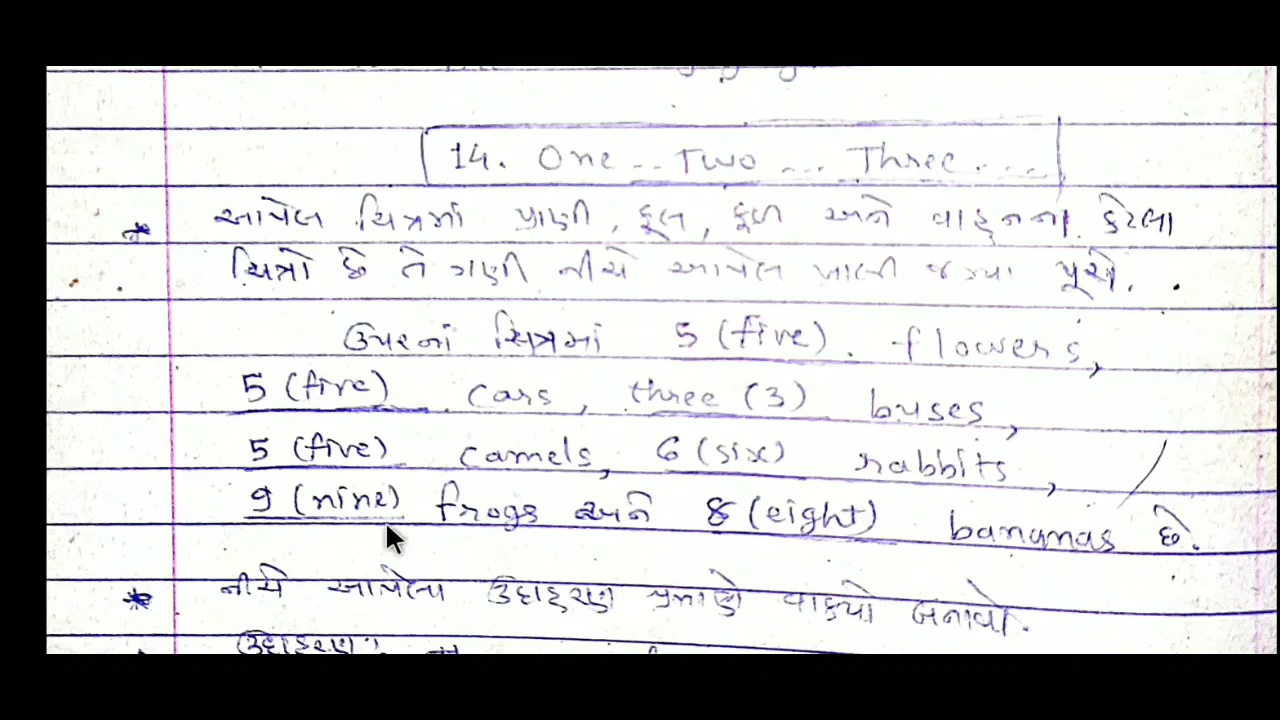 14. One ... Two ... Three ....
* આપેલ ચિત્રમાં પ્રાણી, ફૂલ, ફળ અને વાહનના કેટલા
ચિત્રો છે તે ગણી નીચે આપેલ ખાલી જગ્યા પૂરો.
ઉપરનાં ચિત્રમાં 5 (five). flowers,
5 (five) cars, three (3) buses,
5 (five) camels, 6 (six) rabbits,
9 (nine) frogs અને 8 (eight) bananas છે.
* નીચે આપેલા ઉદાહરણ પ્રમાણે વાક્યો બનાવો.
ઉદાહરણ: